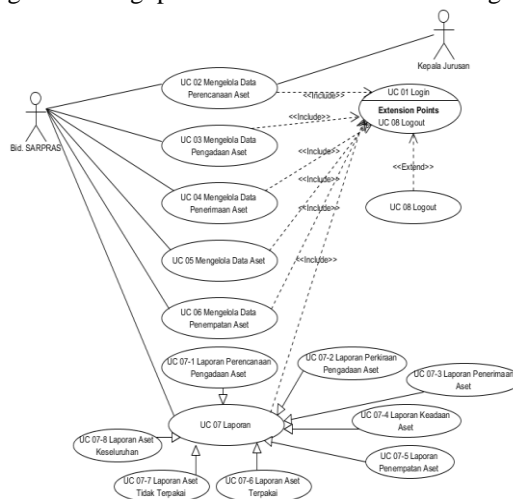 Kepala Jurusan
Bid. SARPRAS
UC 02 Mengelola Data
Perencanaan Aset
<<Include>>
UC 01 Login
Extension Points
UC 08 Logout
UC 03 Mengelola Data
Pengadaan Aset
<<Include>>
<<Include>>
<<Extend>>
UC 04 Mengelola Data
Penerimaan Aset
<<Include>>
UC 08 Logout
<<Include>>
UC 05 Mengelola Data Aset
<<Include>>
UC 06 Mengelola Data
Penempatan Aset
UC 07-1 Laporan Perencanaan
Pengadaan Aset
UC 07-2 Laporan Perkiraan
Pengadaan Aset
UC 07-3 Laporan Penerimaan
Aset
UC 07 Laporan
UC 07-4 Laporan Keadaan
Aset
UC 07-8 Laporan Aset
Keseluruhan
UC 07-5 Laporan
Penempatan Aset
UC 07-7 Laporan Aset
Tidak Terpakai
UC 07-6 Laporan Aset
Terpakai